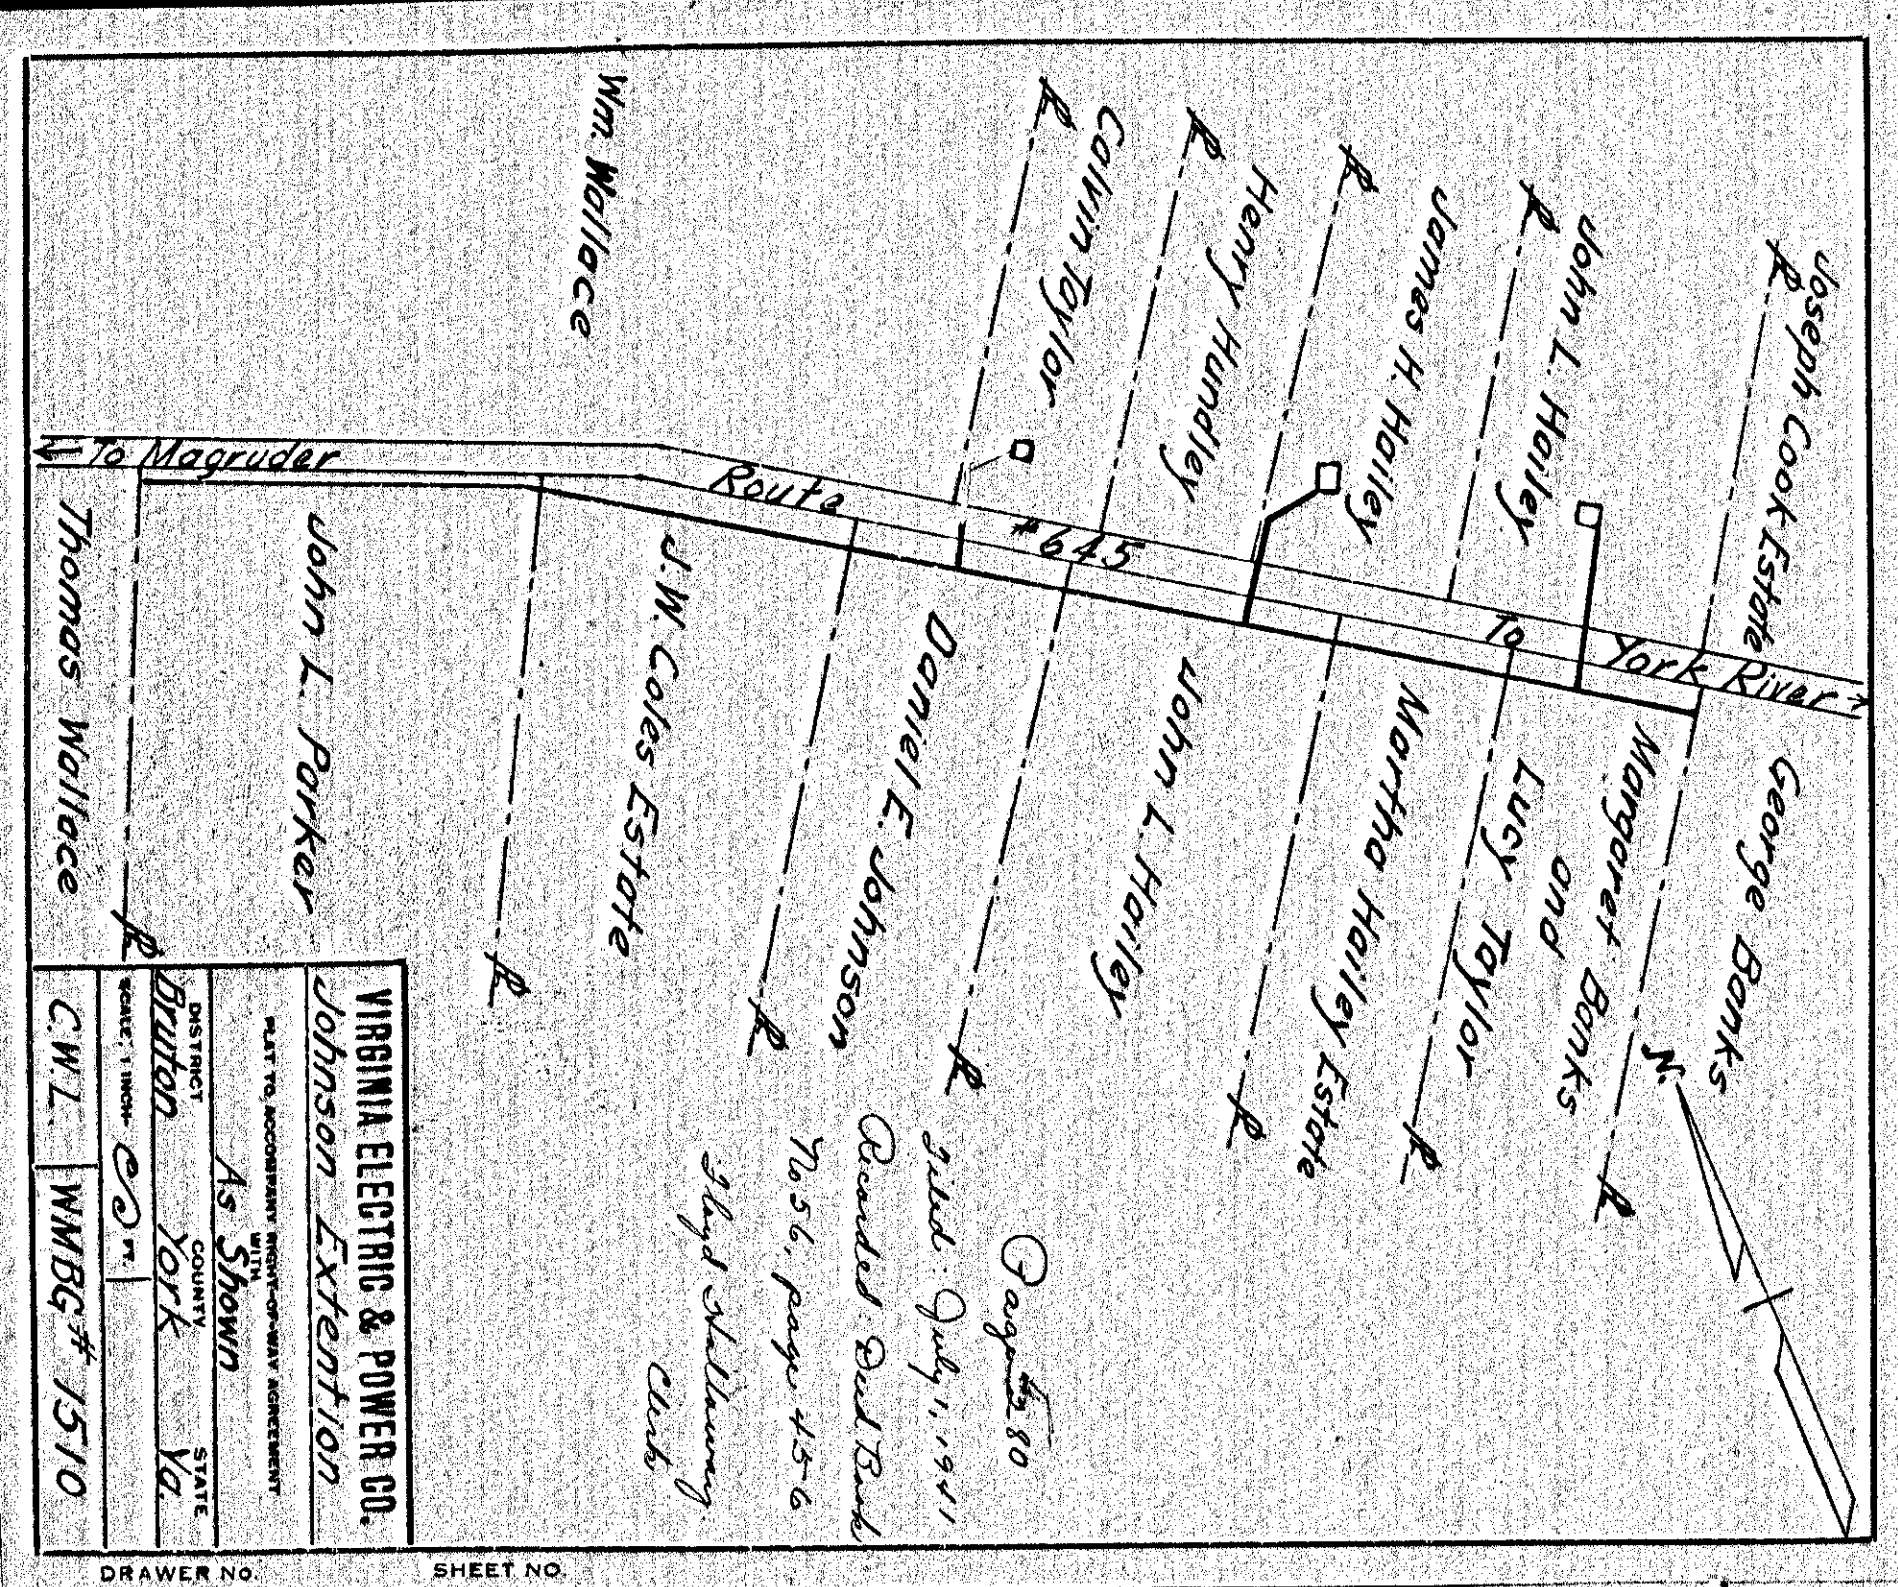 Wm. Wallace
Calvin Taylor
Henry Hundley
James H. Hailey
John L. Hailey
Joseph Cook Estate
To Magruder
Route #645
To York River
Thomas Wallace
John L. Parker
J.W. Coles Estate
Daniel E. Johnson
John L. Hailey
Martha Hailey Estate
Lucy Taylor
and
Margaret Banks
George Banks
N.
80
Filed: July 1, 1941
Recorded: Deed Book
No 56, page 456
Floyd Holloway
Clerk
VIRGINIA ELECTRIC & POWER CO.
Johnson Extention
PLAT TO ACCOMPANY RIGHT-OF-WAY AGREEMENT
WITH
As Shown
DISTRICT COUNTY STATE
Bruton York Va.
SCALE, 1 INCH= FT.
C.W.L. WMBG# 1510
DRAWER NO. SHEET NO.